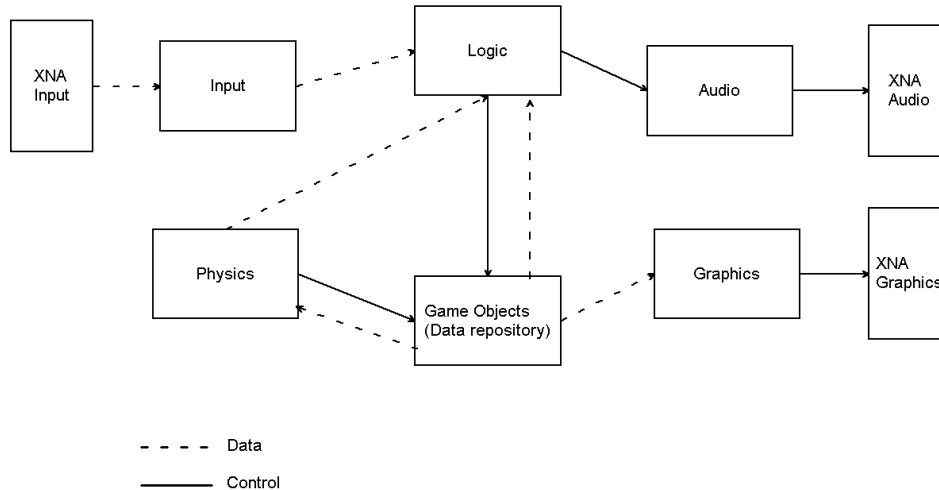 XNA
Input
Input
Logic
Audio
XNA
Audio
Physics
Game Objects
(Data repository)
Graphics
XNA
Graphics
Data
Control